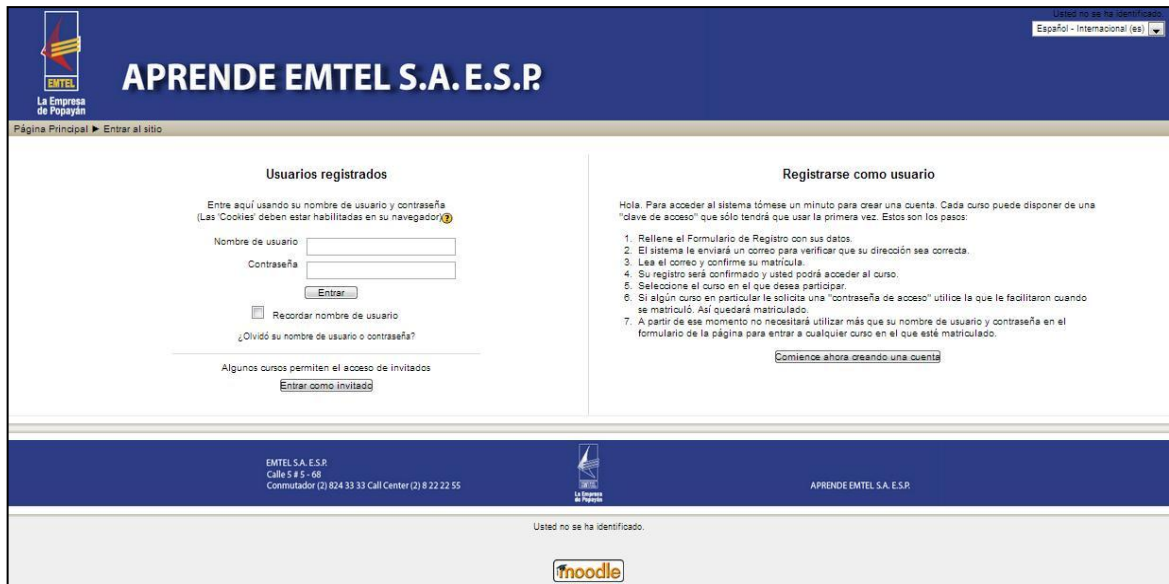 Usted no se ha identificado.
Español - Internacional (es)
EMTEL
La Empresa
de Popayán
APRENDE EMTEL S.A. E.S.P.
Página Principal ► Entrar al sitio
Usuarios registrados
Entre aquí usando su nombre de usuario y contraseña
(Las 'Cookies' deben estar habilitadas en su navegador)?
Nombre de usuario
Contraseña
Entrar
Recordar nombre de usuario
¿Olvidó su nombre de usuario o contraseña?
Algunos cursos permiten el acceso de invitados
Entrar como invitado
Registrarse como usuario
Hola. Para acceder al sistema tómese un minuto para crear una cuenta. Cada curso puede disponer de una
"clave de acceso" que sólo tendrá que usar la primera vez. Estos son los pasos:
1. Rellene el Formulario de Registro con sus datos.
2. El sistema le enviará un correo para verificar que su dirección sea correcta.
3. Lea el correo y confirme su matrícula.
4. Su registro será confirmado y usted podrá acceder al curso.
5. Seleccione el curso en el que desea participar.
6. Si algún curso en particular le solicita una "contraseña de acceso" utilice la que le facilitaron cuando
se matriculó. Así quedará matriculado.
7. A partir de ese momento no necesitará utilizar más que su nombre de usuario y contraseña en el
formulario de la página para entrar a cualquier curso en el que esté matriculado.
Comience ahora creando una cuenta
EMTEL S.A. E.S.P.
Calle 5 # 5 - 68
Conmutador (2) 824 33 33 Call Center (2) 8 22 22 55
EMTEL
La Empresa
de Popayán
APRENDE EMTEL S.A. E.S.P.
Usted no se ha identificado.
moodle